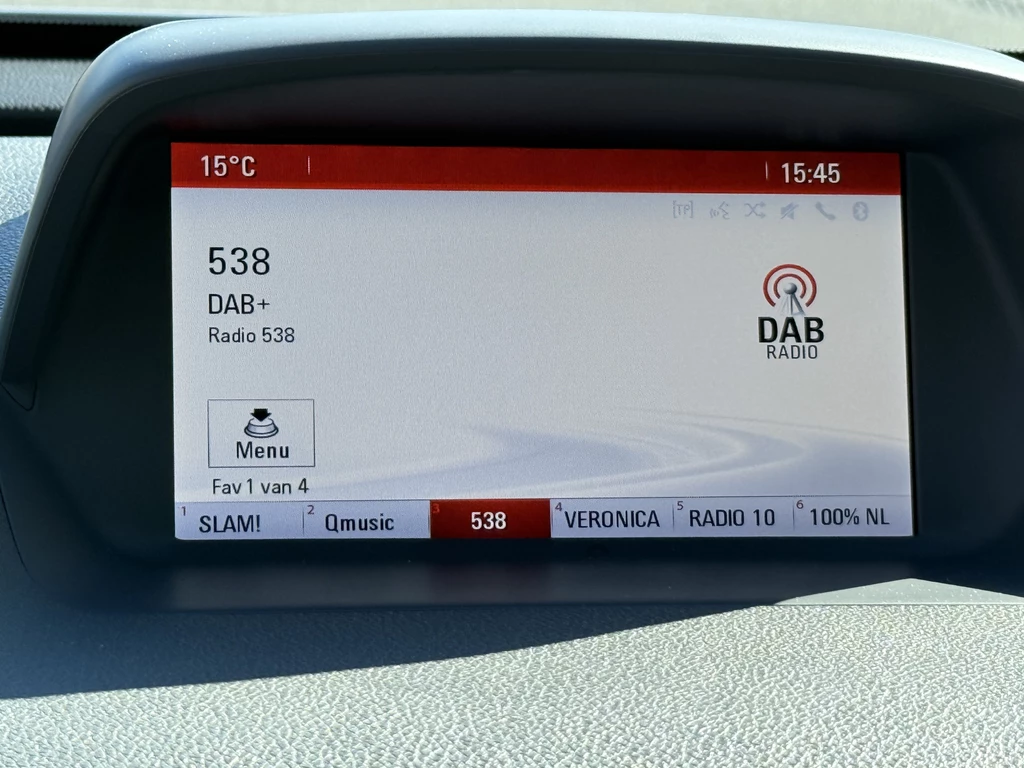 15°C 15:45
[TP]
538
DAB+
Radio 538
DAB
RADIO
Menu
Fav 1 van 4
1 SLAM! 2 Qmusic 3 538 4 VERONICA 5 RADIO 10 6 100% NL